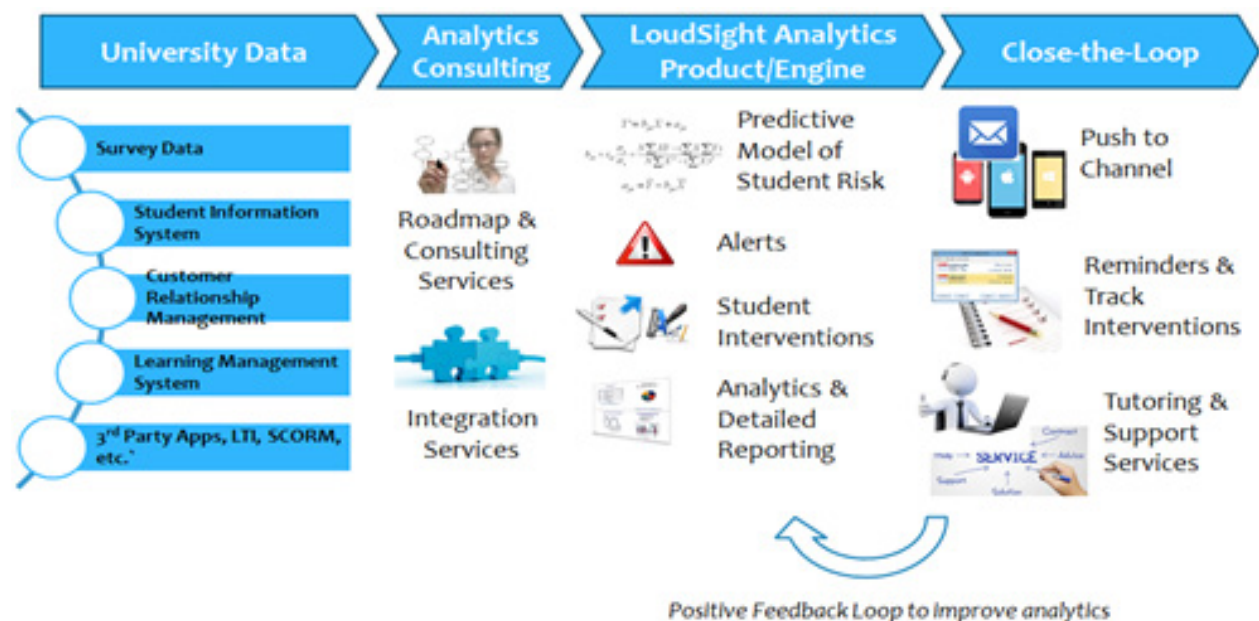 University Data
Analytics
Consulting
LoudSight Analytics
Product/Engine
Close-the-Loop
Survey Data
Student Information
System
Customer
Relationship
Management
Learning Management
System
3rd Party Apps, LTI, SCORM,
etc.`
Roadmap &
Consulting
Services
Integration
Services
Predictive
Model of
Student Risk
Alerts
Student
Interventions
Analytics &
Detailed
Reporting
Push to
Channel
Reminders &
Track
Interventions
Tutoring &
Support
Services
Contract
Help
SERVICE
Advice
Support
Solution
Positive Feedback Loop to improve analytics